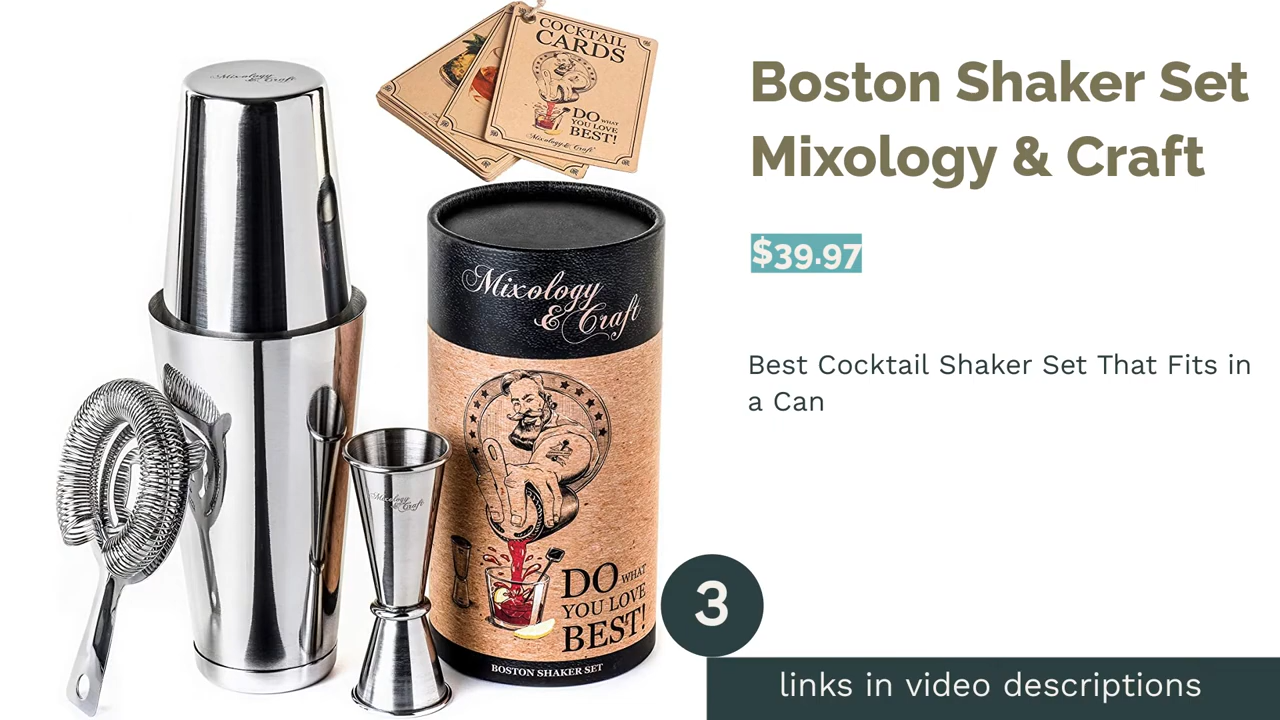 Boston Shaker Set
Mixology & Craft
$39.97
Best Cocktail Shaker Set That Fits in
a Can
3
links in video descriptions
COCKTAIL
CARDS
DO WHAT
YOU LOVE
BEST!
Mixology & Craft
Mixology
& Craft
Mixology
& Craft
DO WHAT
YOU LOVE
BEST!
BOSTON SHAKER SET
Mixology
& Craft